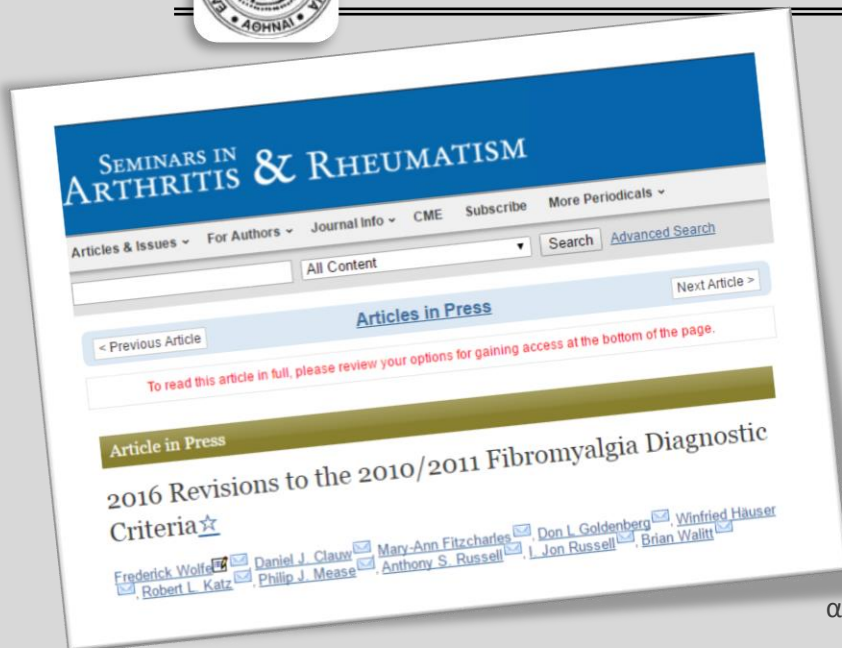 ΑΘΗΝΑΙ
SEMINARS IN
ARTHRITIS & RHEUMATISM
Articles & Issues For Authors Journal Info CME Subscribe More Periodicals
All Content Search Advanced Search
< Previous Article Articles in Press Next Article >
To read this article in full, please review your options for gaining access at the bottom of the page.
Article in Press
2016 Revisions to the 2010/2011 Fibromyalgia Diagnostic
Criteria☆
Frederick Wolfe, Daniel J. Clauw, Mary-Ann Fitzcharles, Don L. Goldenberg, Winfried Häuser
, Robert L. Katz, Philip J. Mease, Anthony S. Russell, I. Jon Russell, Brian Walitt
α